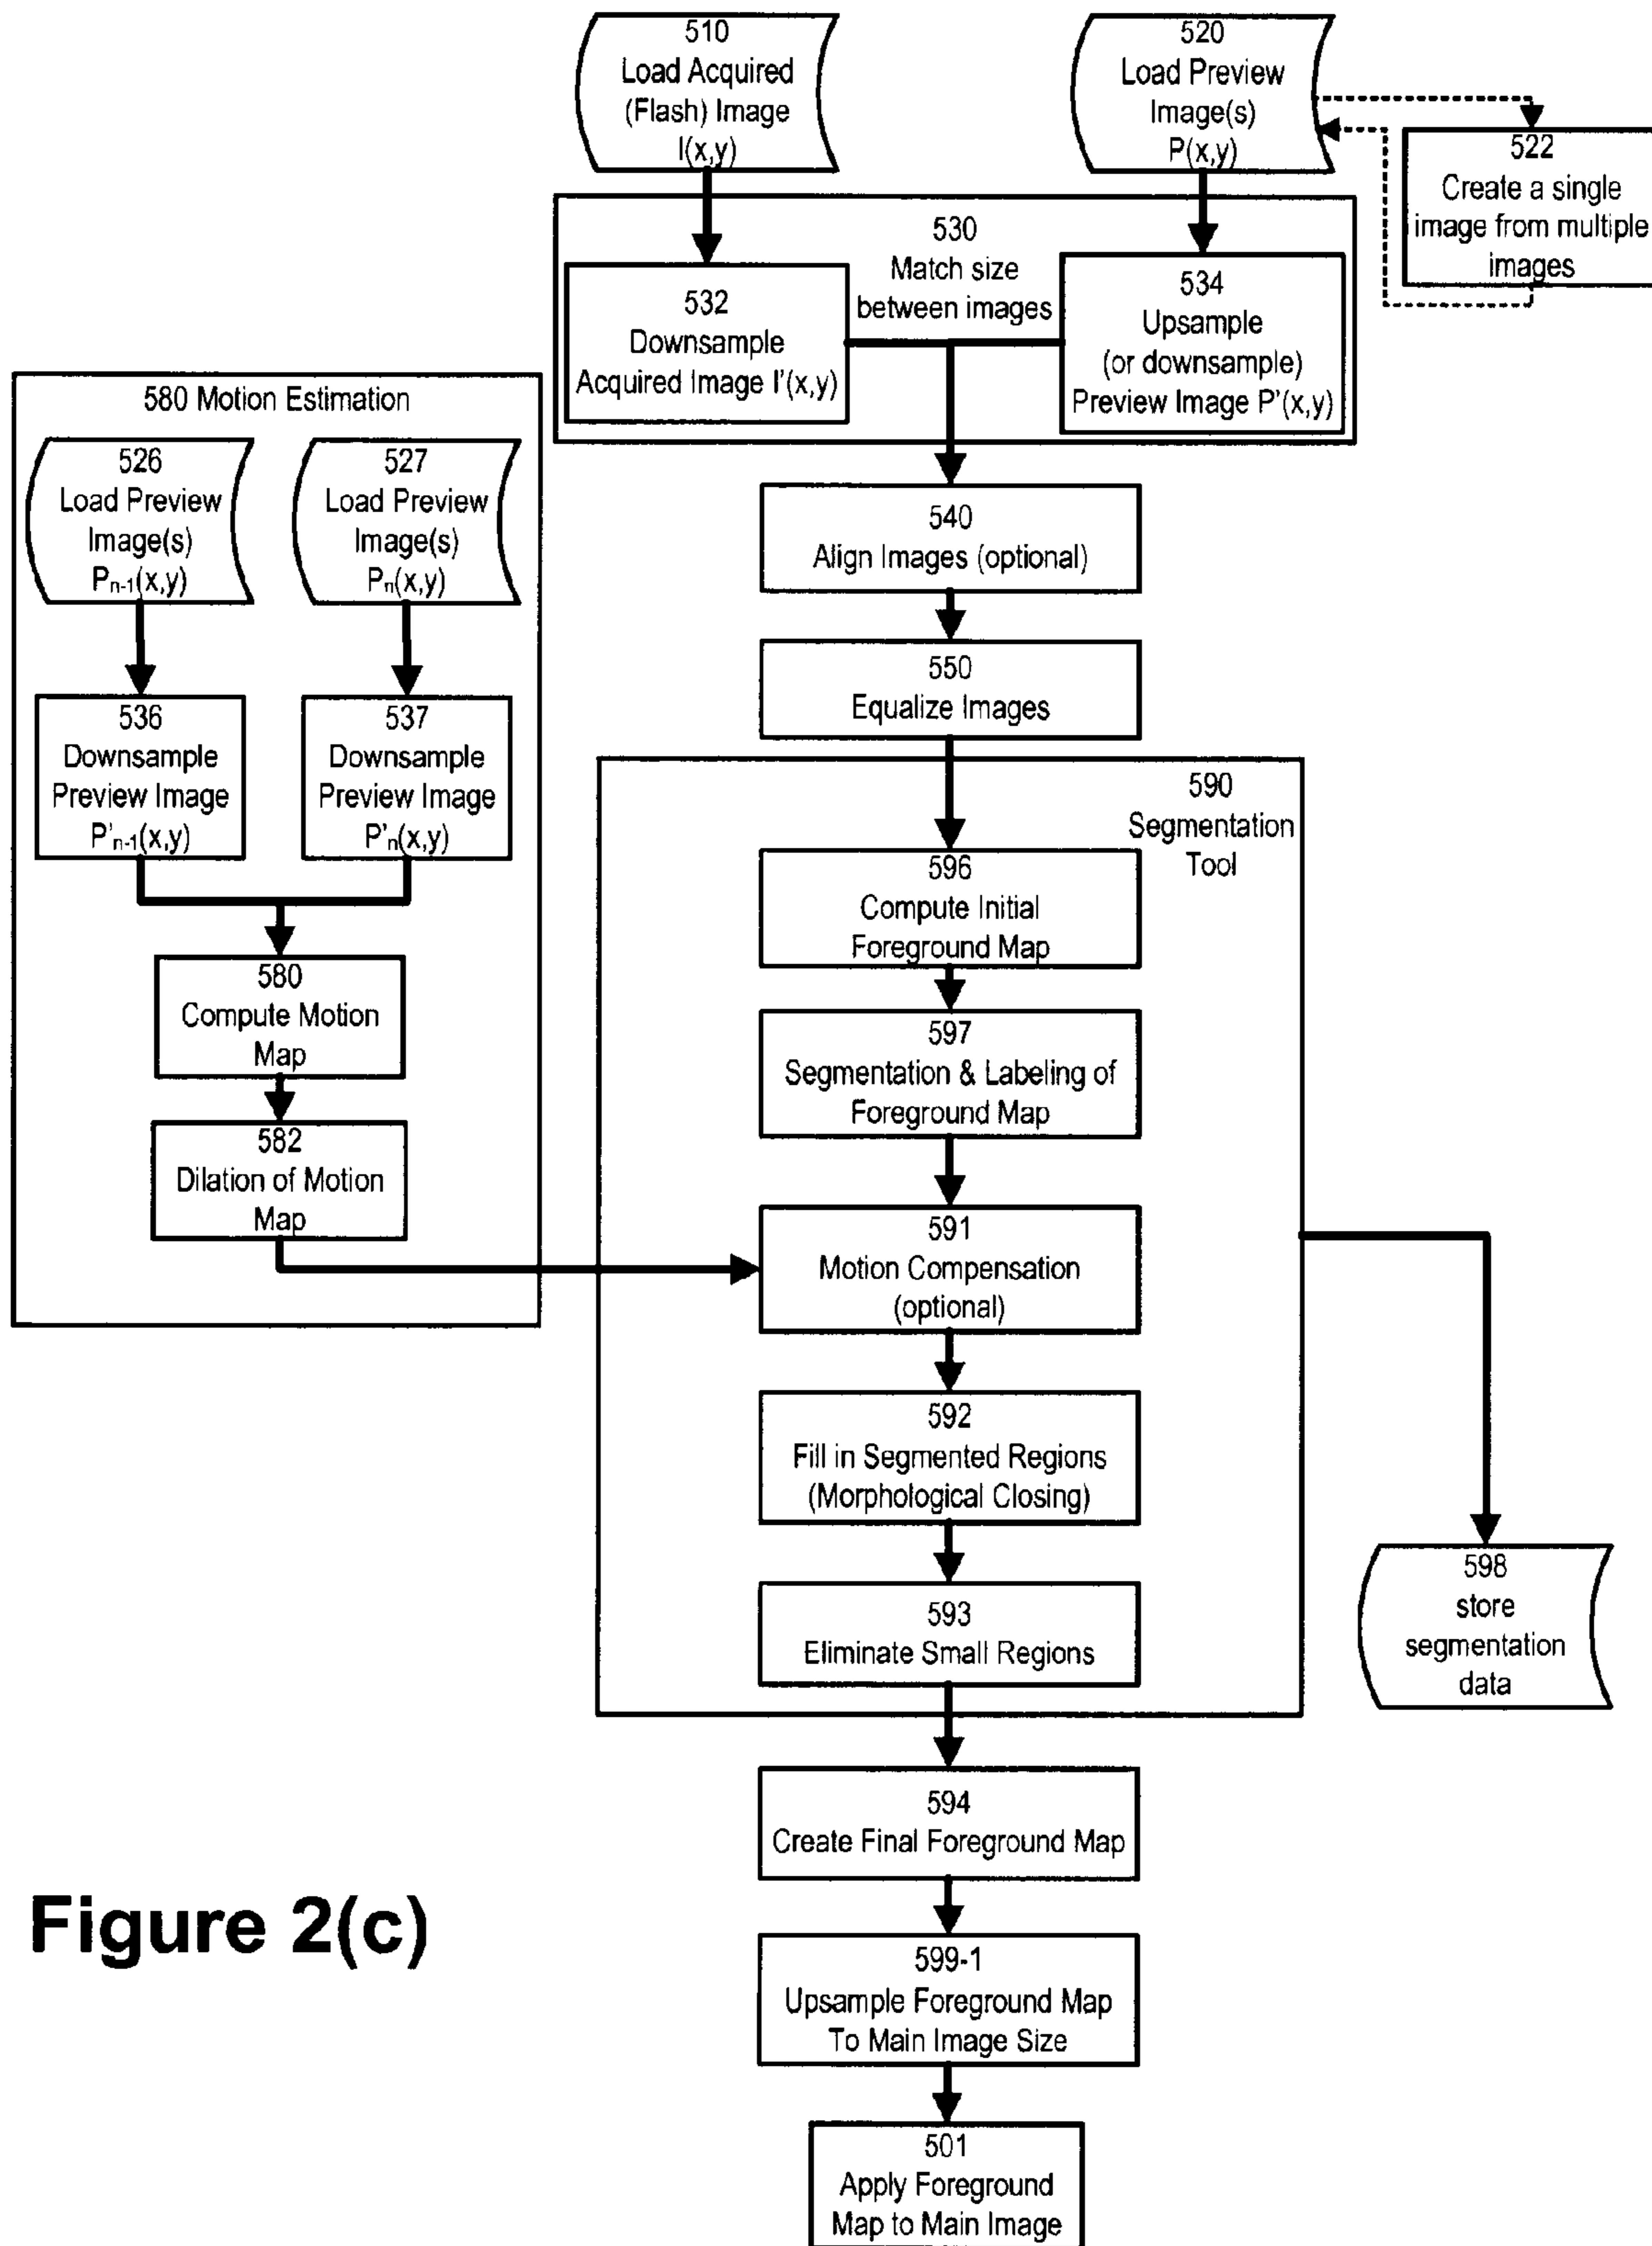 510
Load Acquired
(Flash) Image
I(x,y)
520
Load Preview
Image(s)
P(x,y)
522
Create a single
image from multiple
images
530
Match size
between images
532
Downsample
Acquired Image I'(x,y)
534
Upsample
(or downsample)
Preview Image P'(x,y)
580 Motion Estimation
526
Load Preview
Image(s)
Pn-1(x,y)
527
Load Preview
Image(s)
Pn(x,y)
536
Downsample
Preview Image
P'n-1(x,y)
537
Downsample
Preview Image
P'n(x,y)
580
Compute Motion
Map
582
Dilation of Motion
Map
540
Align Images (optional)
550
Equalize Images
590
Segmentation
Tool
596
Compute Initial
Foreground Map
597
Segmentation & Labeling of
Foreground Map
591
Motion Compensation
(optional)
592
Fill in Segmented Regions
(Morphological Closing)
593
Eliminate Small Regions
598
store
segmentation
data
594
Create Final Foreground Map
599-1
Upsample Foreground Map
To Main Image Size
501
Apply Foreground
Map to Main Image
Figure 2(c)